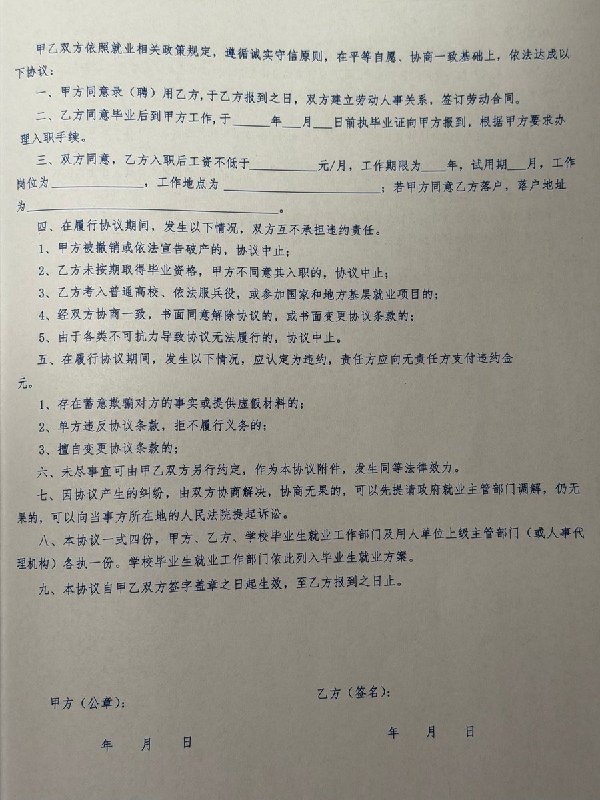 甲乙双方依照就业相关政策规定，遵循诚实守信原则，在平等自愿、协商一致基础上，依法达成以
下协议：
一、甲方同意录（聘）用乙方，于乙方报到之日，双方建立劳动人事关系，签订劳动合同。
二、乙方同意毕业后到甲方工作，于______年___月___日前执毕业证向甲方报到，根据甲方要求办
理入职手续。
三、双方同意，乙方入职后工资不低于___________元/月，工作期限为____年，试用期___月，工作
岗位为_______________，工作地点为_________________________；若甲方同意乙方落户，落户地址
为________________________________________。
四、在履行协议期间，发生以下情况，双方互不承担违约责任。
1、甲方被撤销或依法宣告破产的，协议中止；
2、乙方未按期取得毕业资格，甲方不同意其入职的，协议中止；
3、乙方考入普通高校、依法服兵役，或参加国家和地方基层就业项目的；
4、经双方协商一致，书面同意解除协议的，或书面变更协议条款的；
5、由于各类不可抗力导致协议无法履行的，协议中止。
五、在履行协议期间，发生以下情况，应认定为违约，责任方应向无责任方支付违约金
元。
1、存在蓄意欺骗对方的事实或提供虚假材料的；
2、单方违反协议条款，拒不履行义务的；
3、擅自变更协议条款的；
六、未尽事宜可由甲乙双方另行约定，作为本协议附件，发生同等法律效力。
七、因协议产生的纠纷，由双方协商解决，协商无果的，可以先提请政府就业主管部门调解，仍无
果的，可以向当事方所在地的人民法院提起诉讼。
八、本协议一式四份，甲方、乙方、学校毕业生就业工作部门及用人单位上级主管部门（或人事代
理机构）各执一份。学校毕业生就业工作部门依此列入毕业生就业方案。
九、本协议自甲乙双方签字盖章之日起生效，至乙方报到之日止。
甲方（公章）：
乙方（签名）：
年 月 日
年 月 日